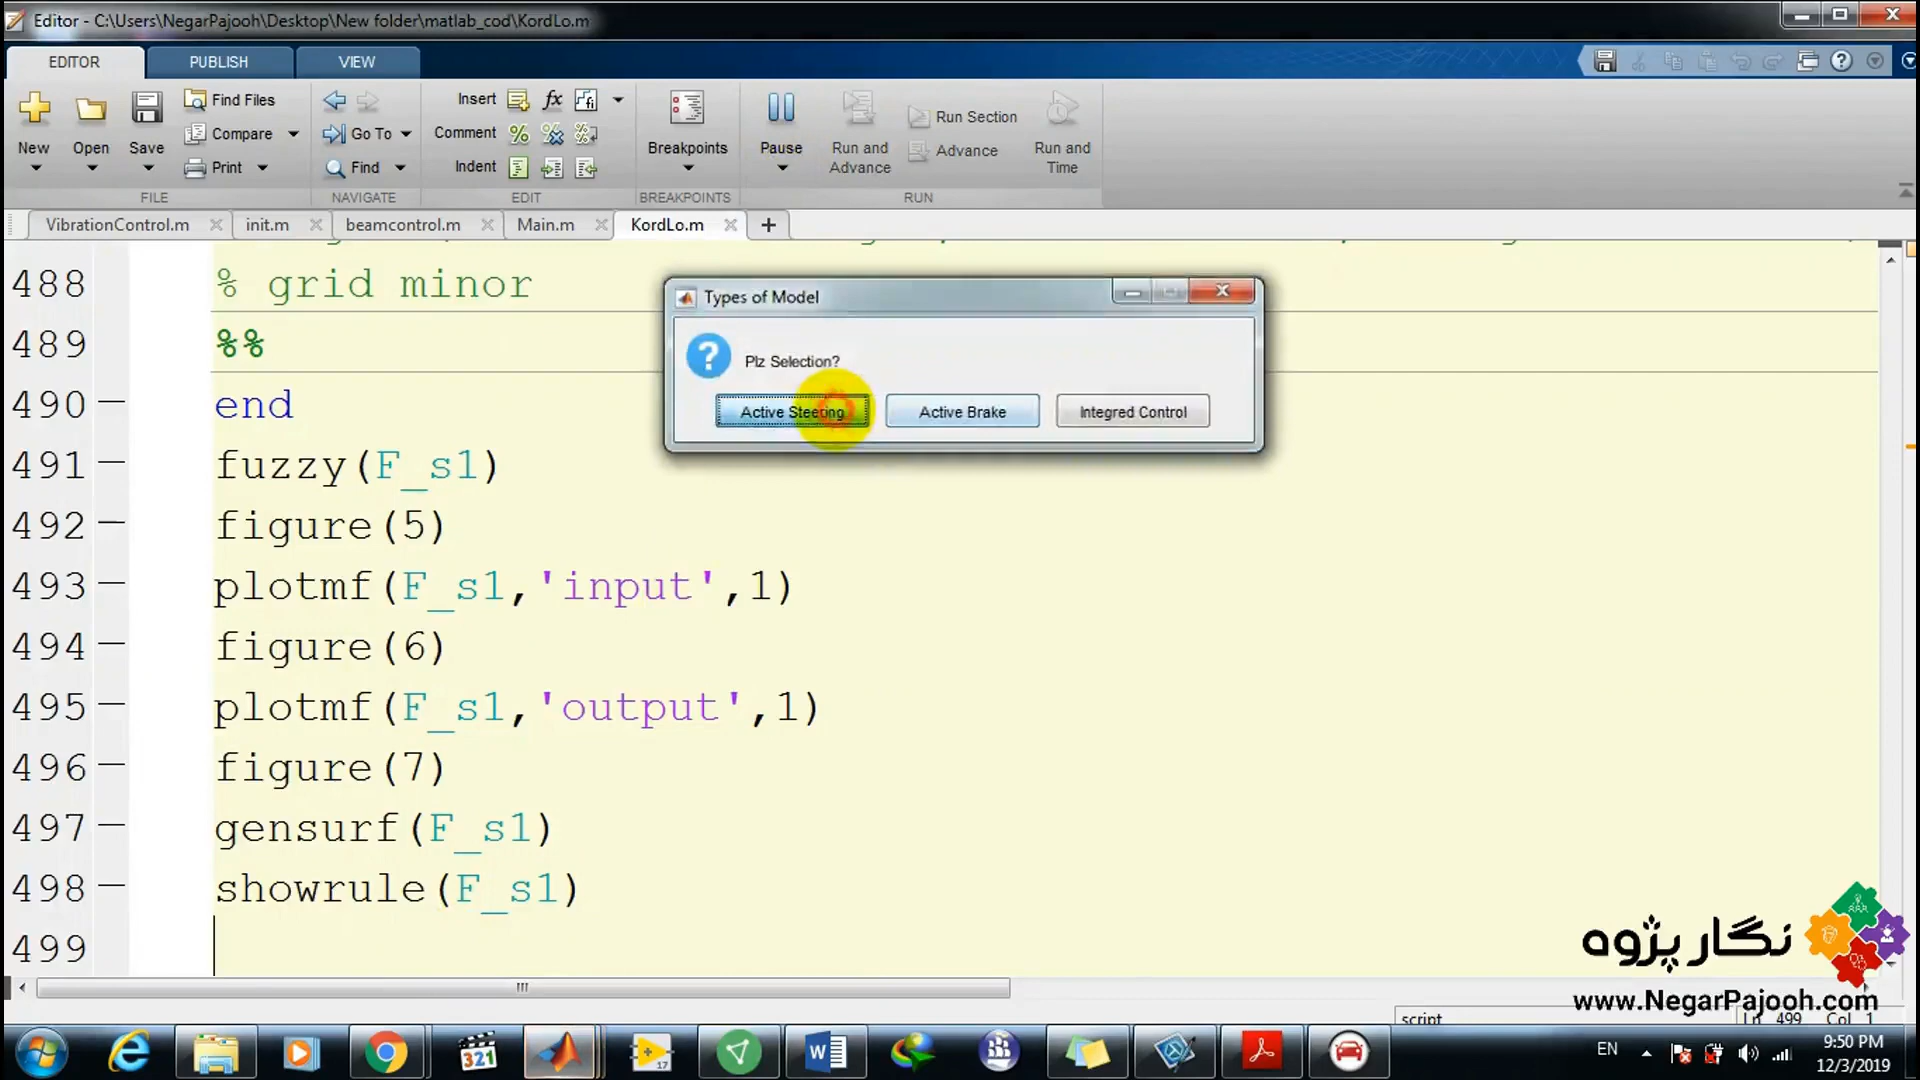 Editor - C:\Users\NegarPajooh\Desktop\New folder\matlab_cod\KordLo.m
EDITOR PUBLISH VIEW
New Open Save Find Files Compare Print
Go To Find
Insert Comment Indent
Breakpoints
Pause Run and Advance Run Section Advance Run and Time
FILE NAVIGATE EDIT BREAKPOINTS RUN
VibrationControl.m init.m beamcontrol.m Main.m KordLo.m
488 % grid minor
489 %%
490 end
491 fuzzy(F_s1)
492 figure(5)
493 plotmf(F_s1,'input',1)
494 figure(6)
495 plotmf(F_s1,'output',1)
496 figure(7)
497 gensurf(F_s1)
498 showrule(F_s1)
499
Types of Model
Plz Selection?
Active Steering Active Brake Integred Control
نگار پژوه
www.NegarPajooh.com
script Ln 499 Col 1
321
17
EN
9:50 PM
12/3/2019